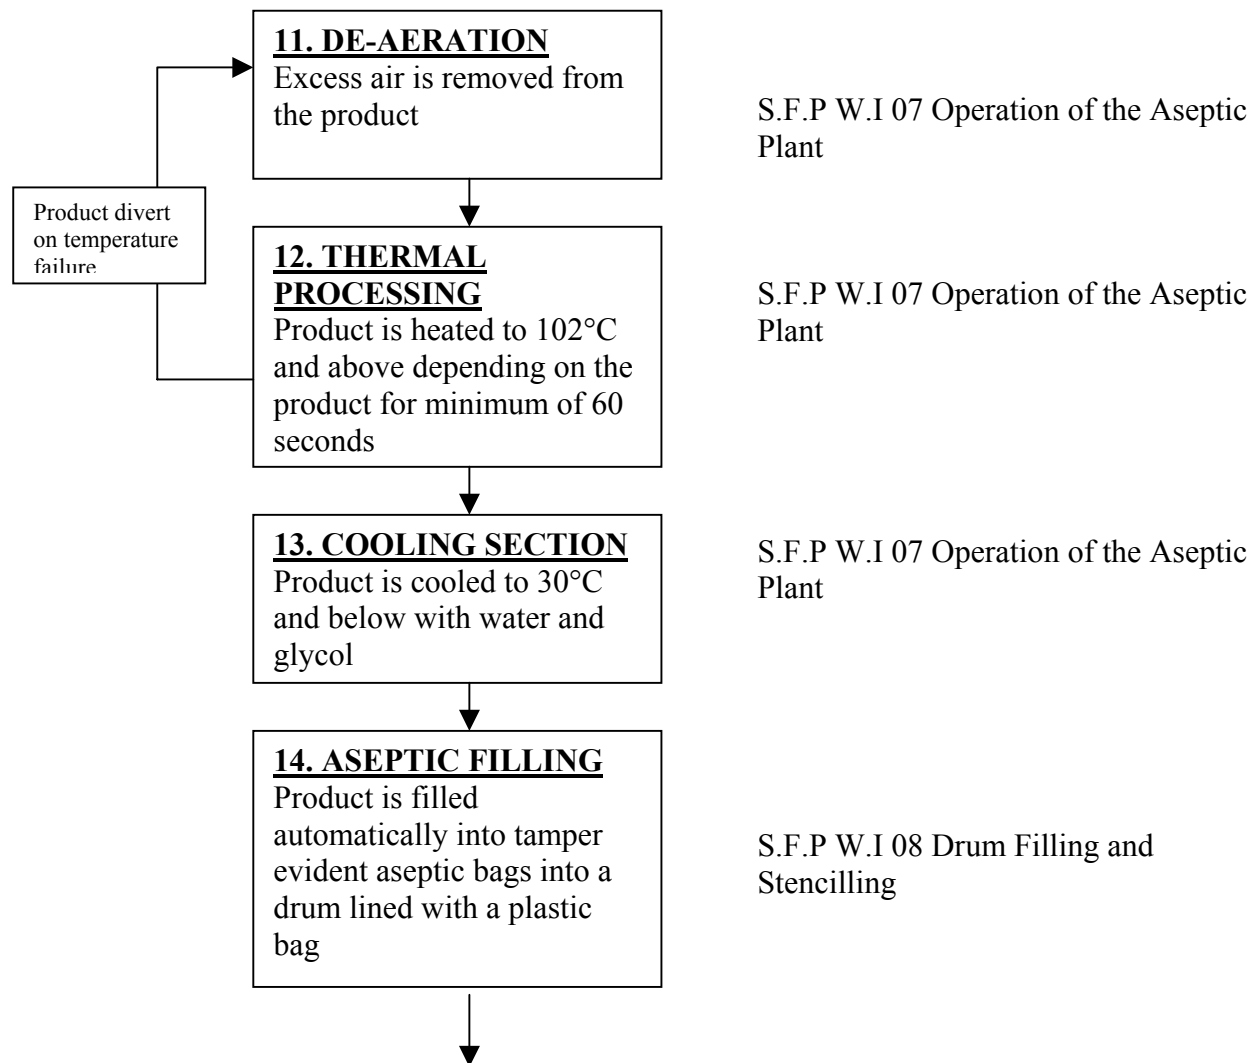 11. DE-AERATION
Excess air is removed from
the product
S.F.P W.I 07 Operation of the Aseptic
Plant
Product divert
on temperature
failure
12. THERMAL
PROCESSING
Product is heated to 102°C
and above depending on the
product for minimum of 60
seconds
S.F.P W.I 07 Operation of the Aseptic
Plant
13. COOLING SECTION
Product is cooled to 30°C
and below with water and
glycol
S.F.P W.I 07 Operation of the Aseptic
Plant
14. ASEPTIC FILLING
Product is filled
automatically into tamper
evident aseptic bags into a
drum lined with a plastic
bag
S.F.P W.I 08 Drum Filling and
Stencilling